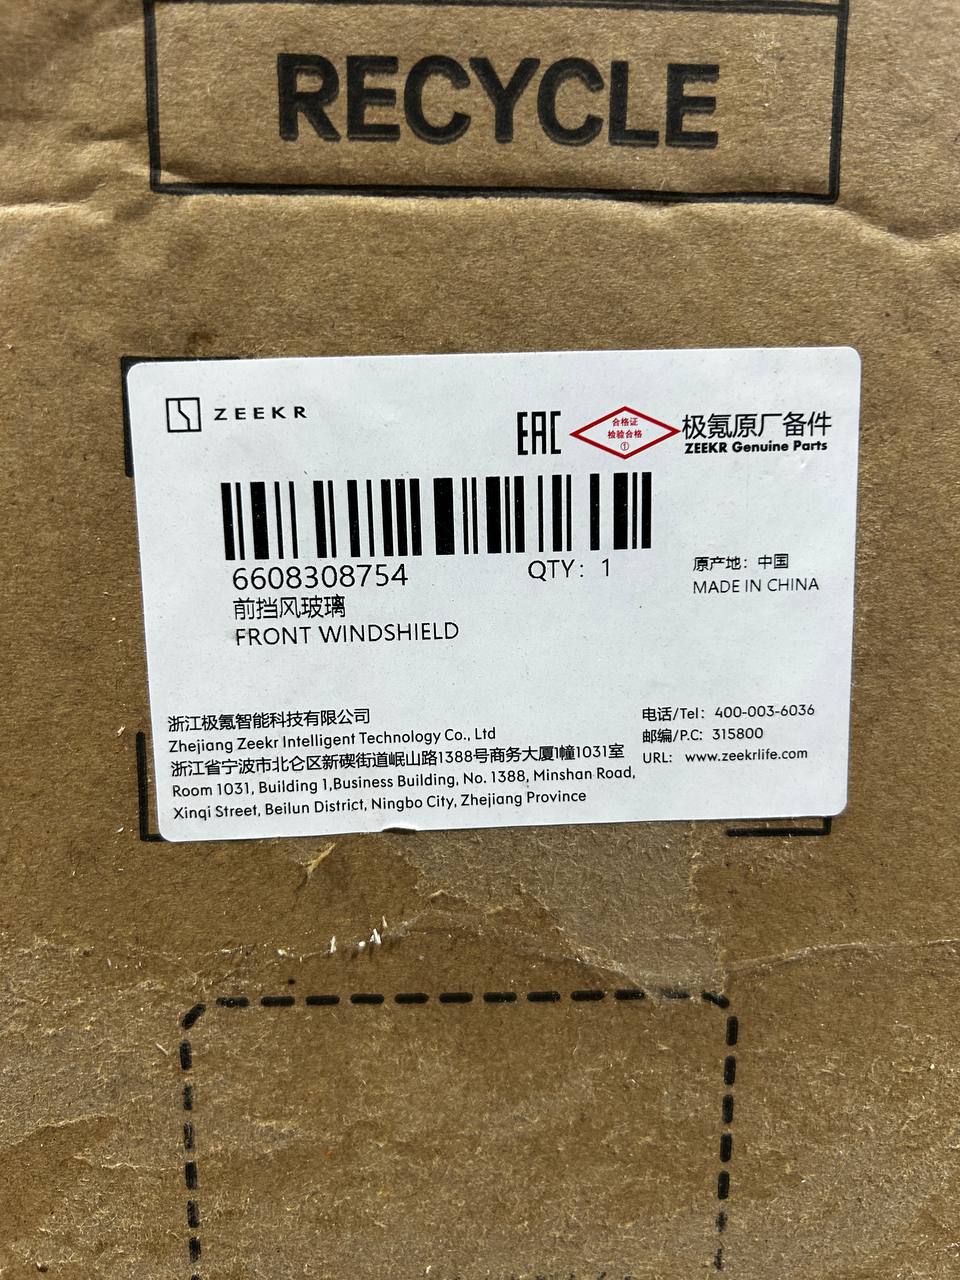 RECYCLE
ZEEKR
EAC
合格证
检验合格
①
极氪原厂备件
ZEEKR Genuine Parts
6608308754
QTY: 1
前挡风玻璃
FRONT WINDSHIELD
原产地：中国
MADE IN CHINA
浙江极氪智能科技有限公司
Zhejiang Zeekr Intelligent Technology Co., Ltd
浙江省宁波市北仑区新碶街道岷山路1388号商务大厦1幢1031室
Room 1031, Building 1,Business Building, No. 1388, Minshan Road,
Xinqi Street, Beilun District, Ningbo City, Zhejiang Province
电话/Tel: 400-003-6036
邮编/P.C: 315800
URL: www.zeekrlife.com